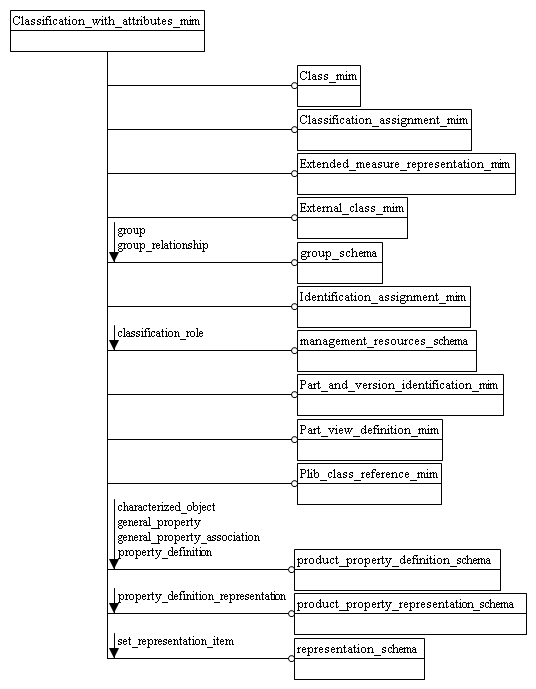 Classification_with_attributes_mim
Class_mim
Classification_assignment_mim
Extended_measure_representation_mim
External_class_mim
group
group_relationship
group_schema
Identification_assignment_mim
classification_role
management_resources_schema
Part_and_version_identification_mim
Part_view_definition_mim
Plib_class_reference_mim
characterized_object
general_property
general_property_association
property_definition
product_property_definition_schema
property_definition_representation
product_property_representation_schema
set_representation_item
representation_schema